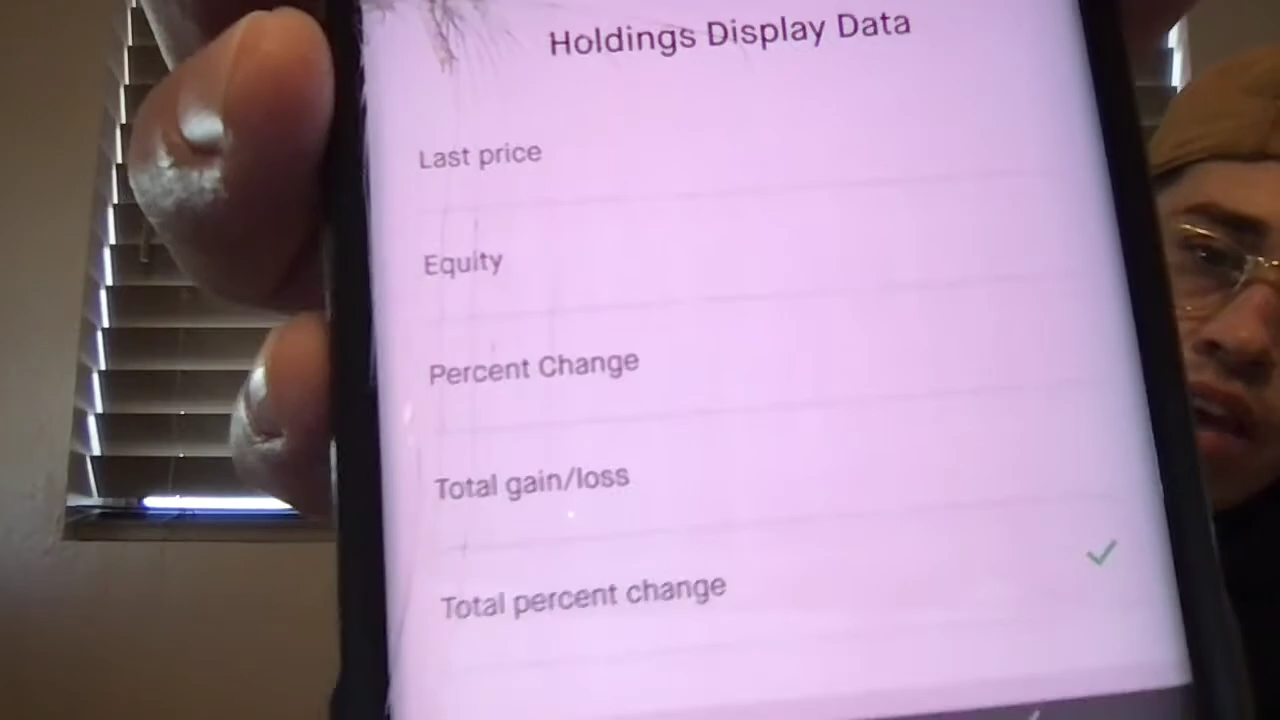 Holdings Display Data
Last price
Equity
Percent Change
Total gain/loss
Total percent change